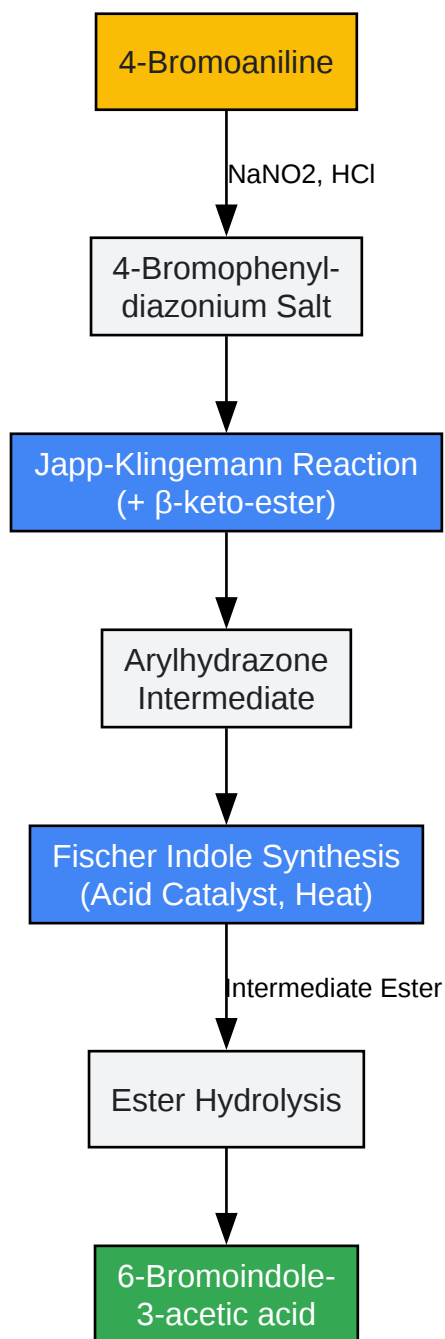 4-Bromoaniline
NaNO2, HCl
4-Bromophenyl-
diazonium Salt
Japp-Klingemann Reaction
(+ β-keto-ester)
Arylhydrazone
Intermediate
Fischer Indole Synthesis
(Acid Catalyst, Heat)
Intermediate Ester
Ester Hydrolysis
6-Bromoindole-
3-acetic acid